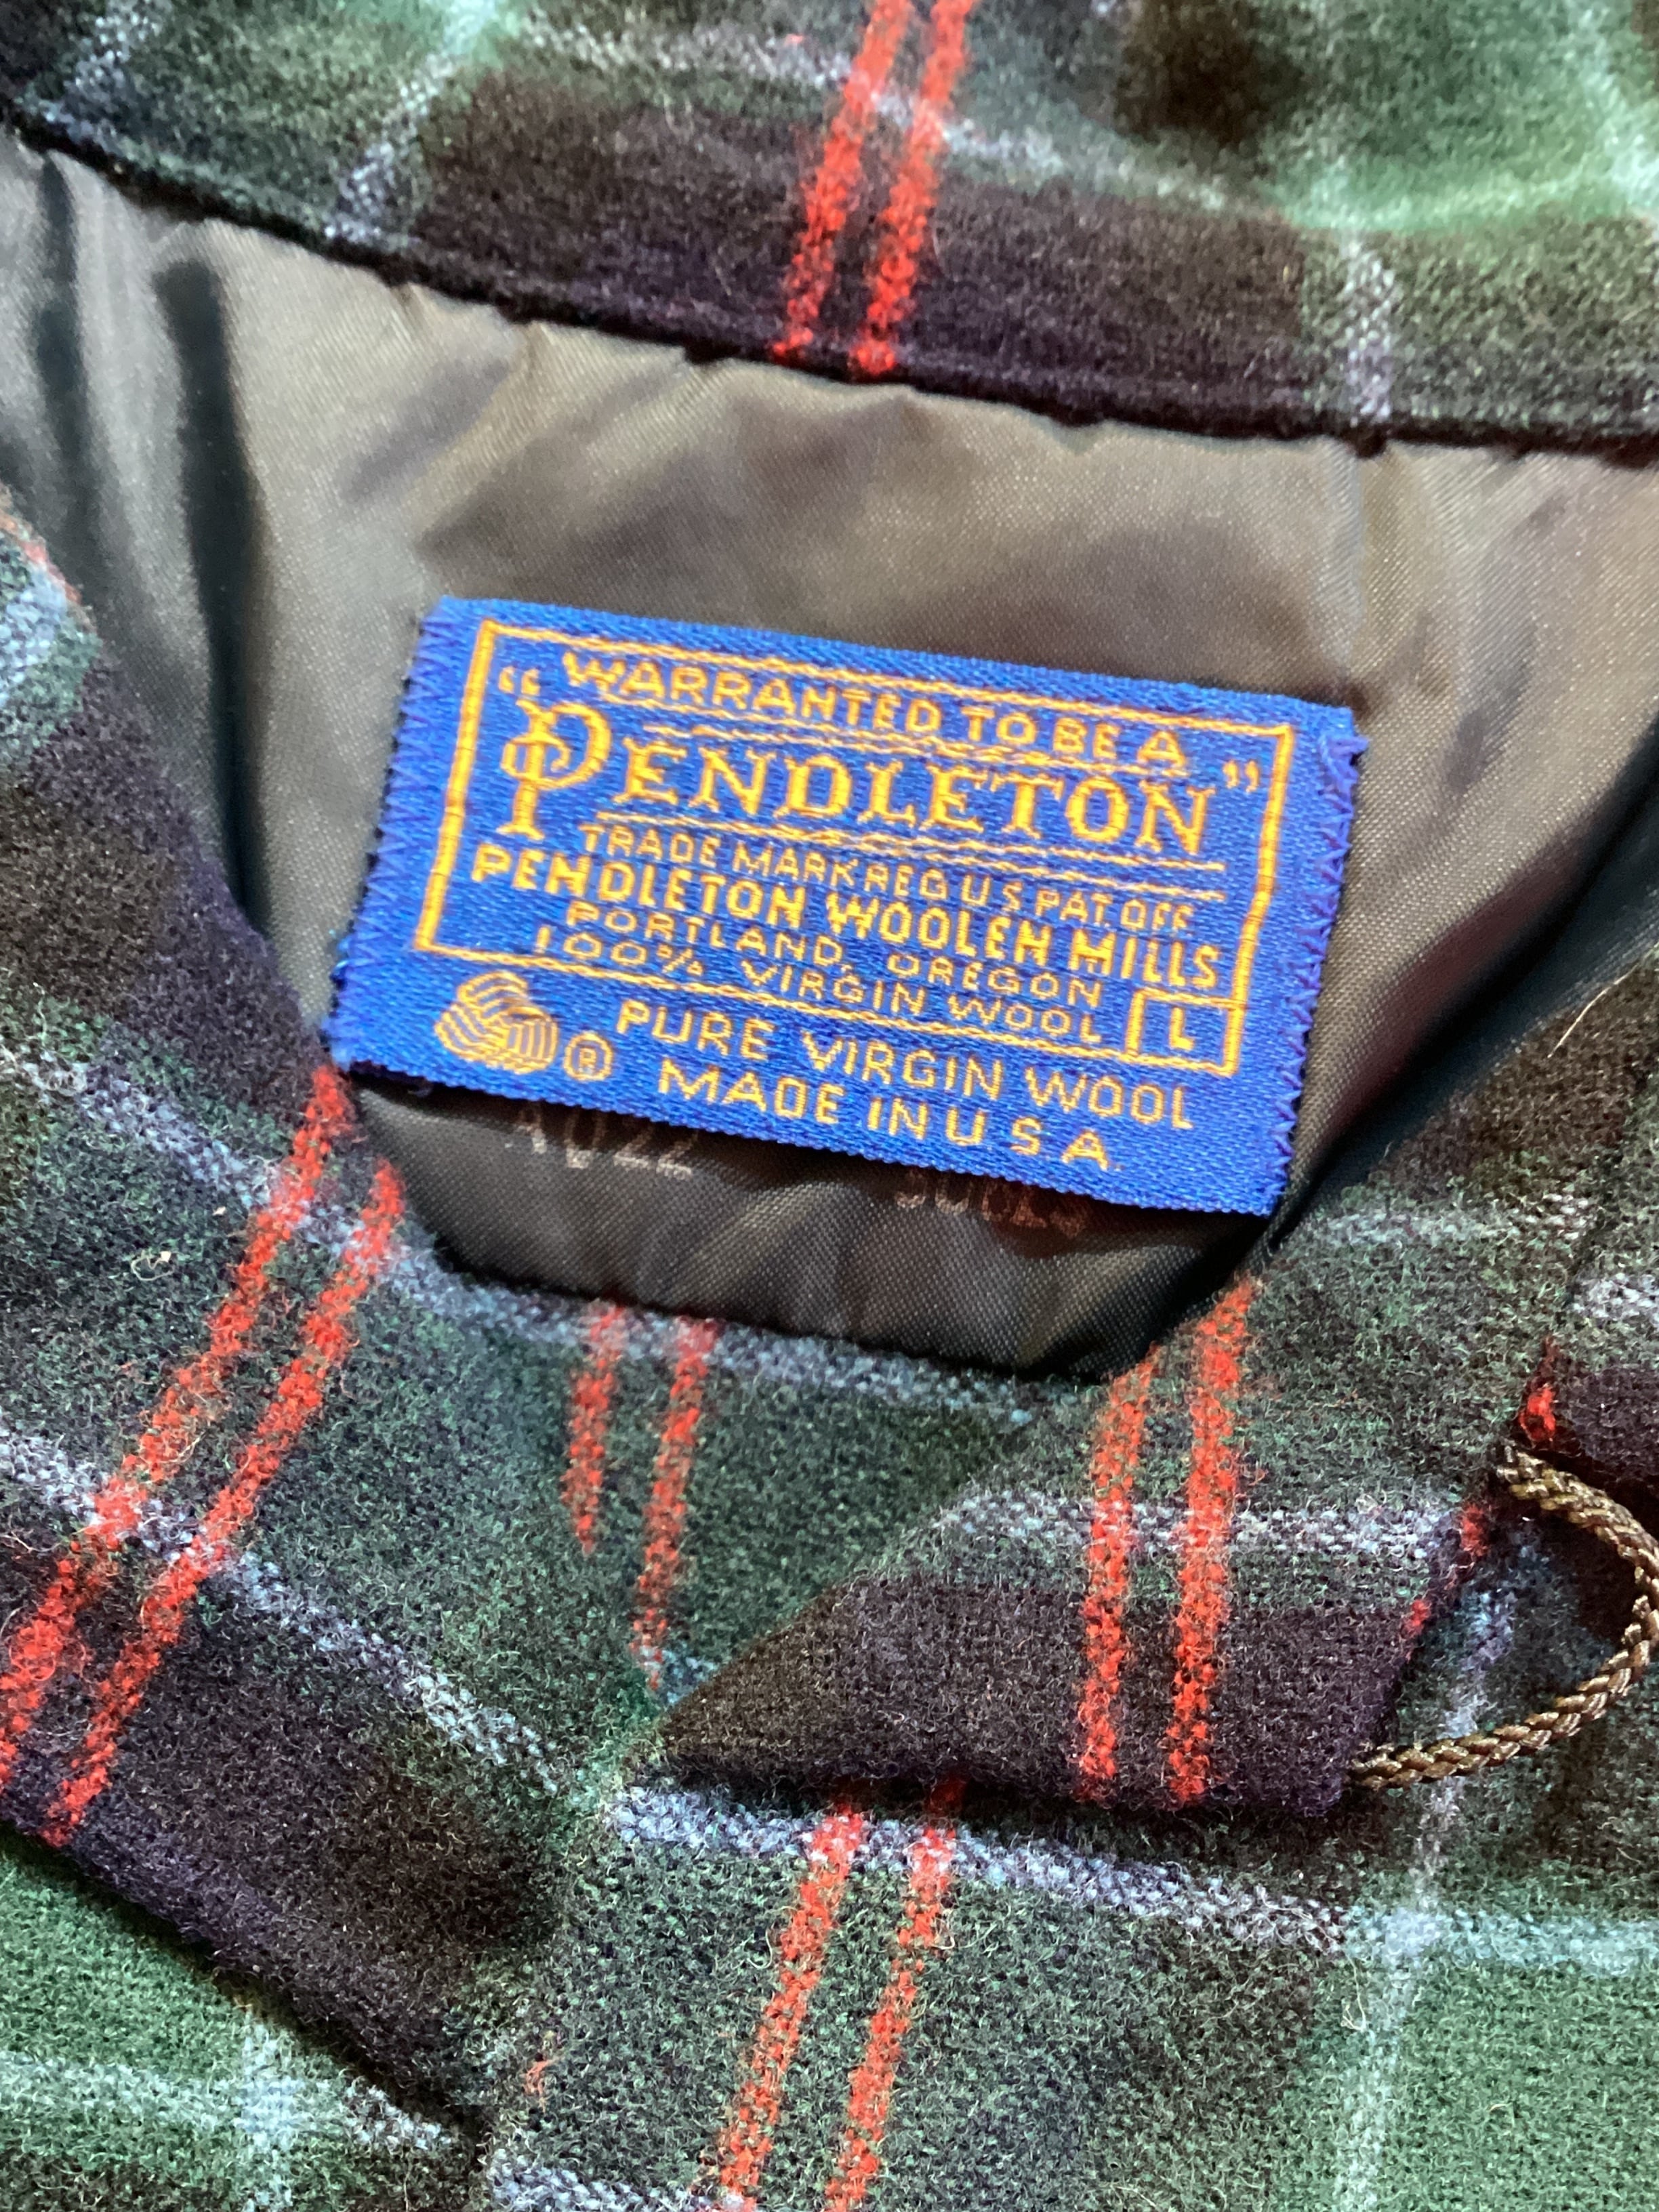 WARRANTED TO BE A
"PENDLETON"
TRADE MARK REG U.S. PAT. OFF.
PENDLETON WOOLEN MILLS
PORTLAND, OREGON
100% VIRGIN WOOL L
® PURE VIRGIN WOOL
MADE IN U S A.